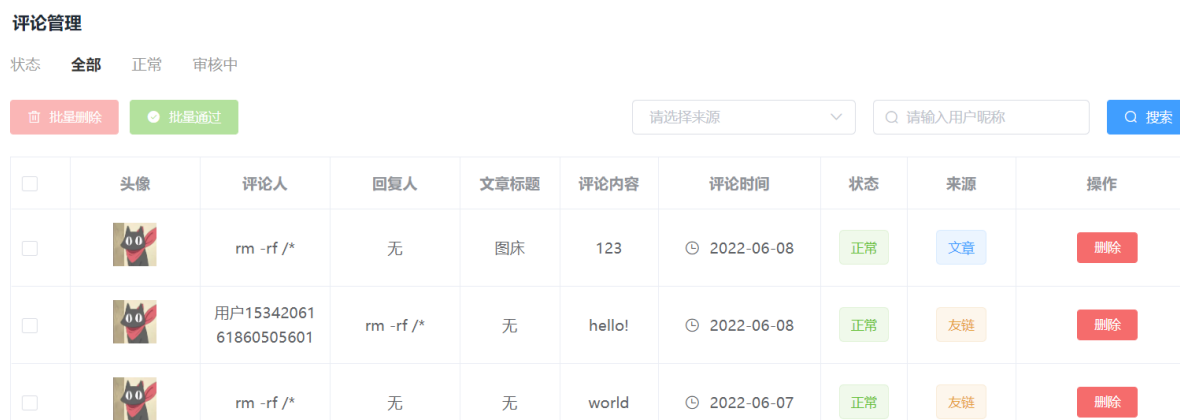 评论管理
状态 全部 正常 审核中
批量删除 批量通过 请选择来源 请输入用户昵称 搜索
头像 评论人 回复人 文章标题 评论内容 评论时间 状态 来源 操作
rm -rf /* 无 图床 123 2022-06-08 正常 文章 删除
用户15342061
61860505601 rm -rf /* 无 hello! 2022-06-08 正常 友链 删除
rm -rf /* 无 无 world 2022-06-07 正常 友链 删除